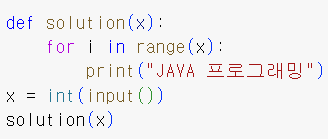 def solution(x):
    for i in range(x):
        print("JAVA 프로그래밍")
x = int(input())
solution(x)